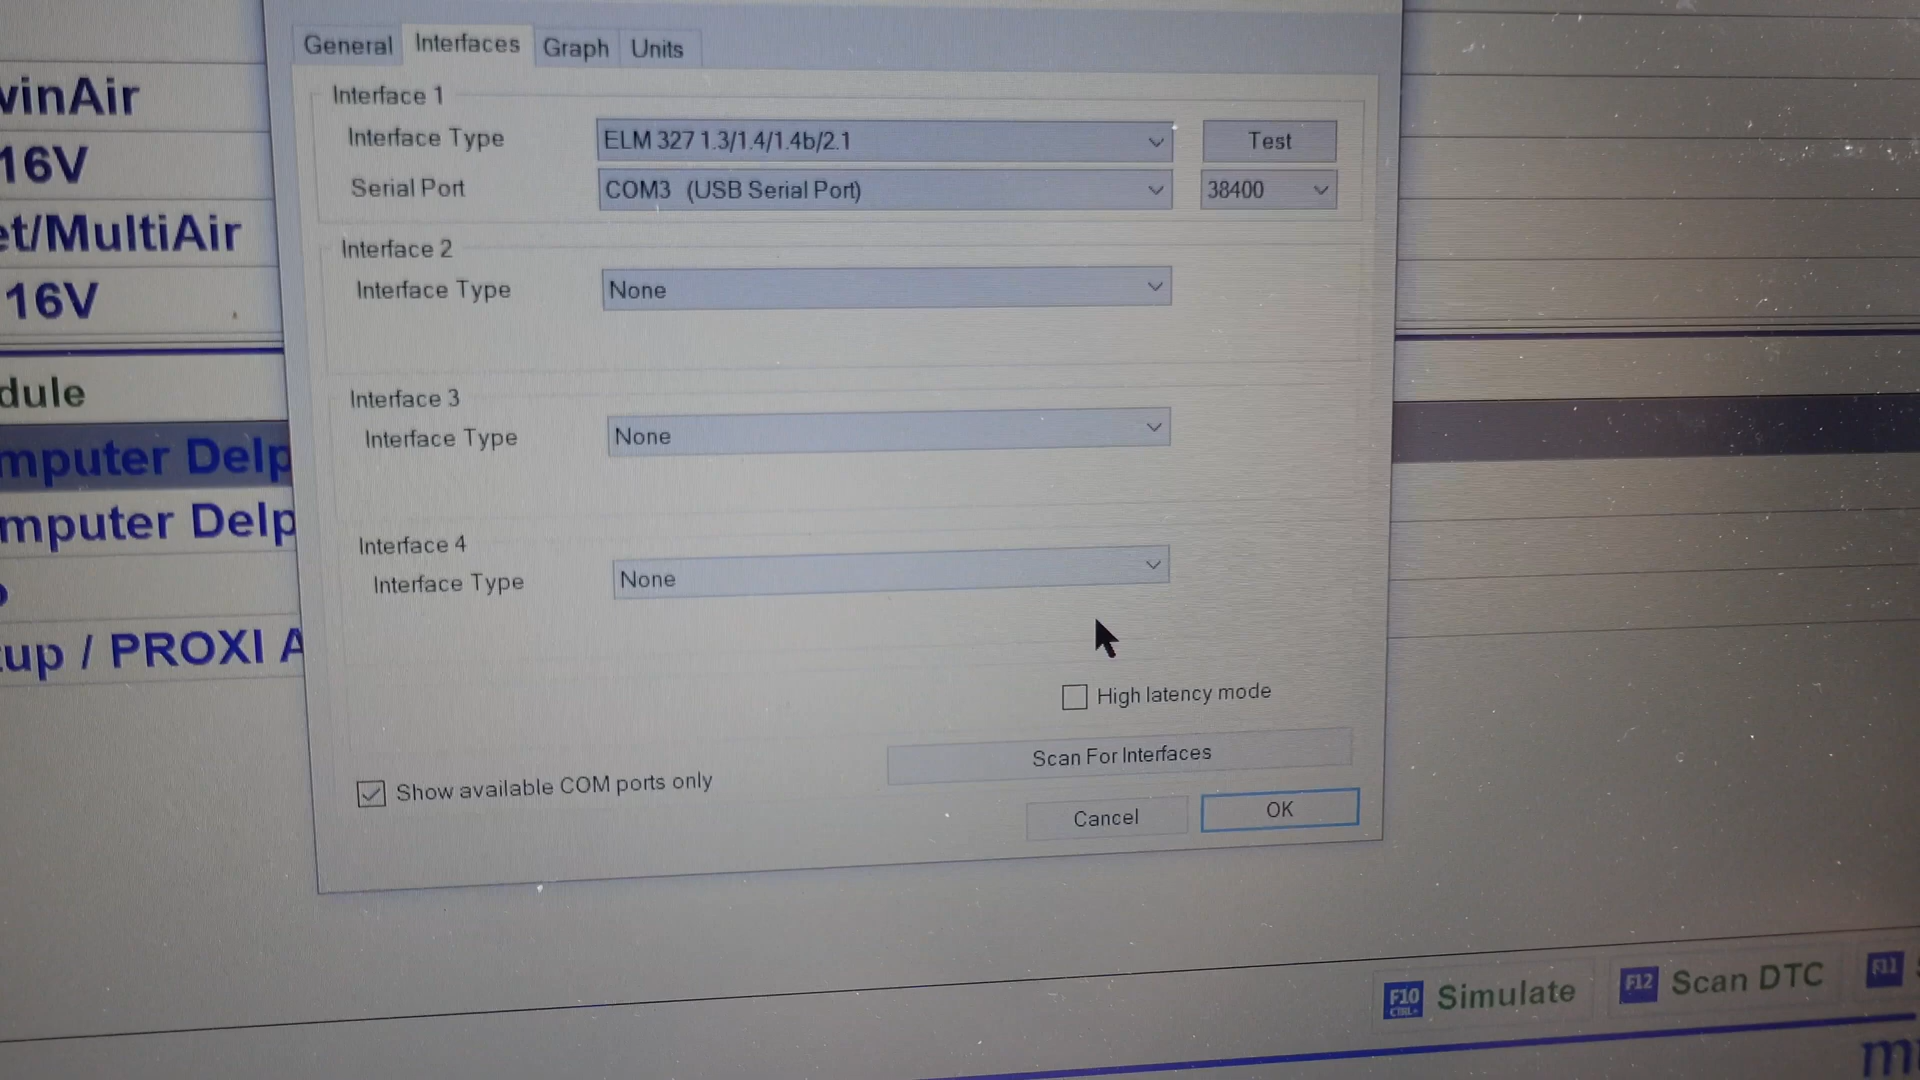 General Interfaces Graph Units
Interface 1
Interface Type ELM 327 1.3/1.4/1.4b/2.1 Test
Serial Port COM3 (USB Serial Port) 38400
Interface 2
Interface Type None
Interface 3
Interface Type None
Interface 4
Interface Type None
High latency mode
Scan For Interfaces
Show available COM ports only
Cancel OK
vinAir
16V
et/MultiAir
16V
dule
mputer Delp
mputer Delp
up / PROXI A
F10 CTRL+ Simulate F12 Scan DTC F11